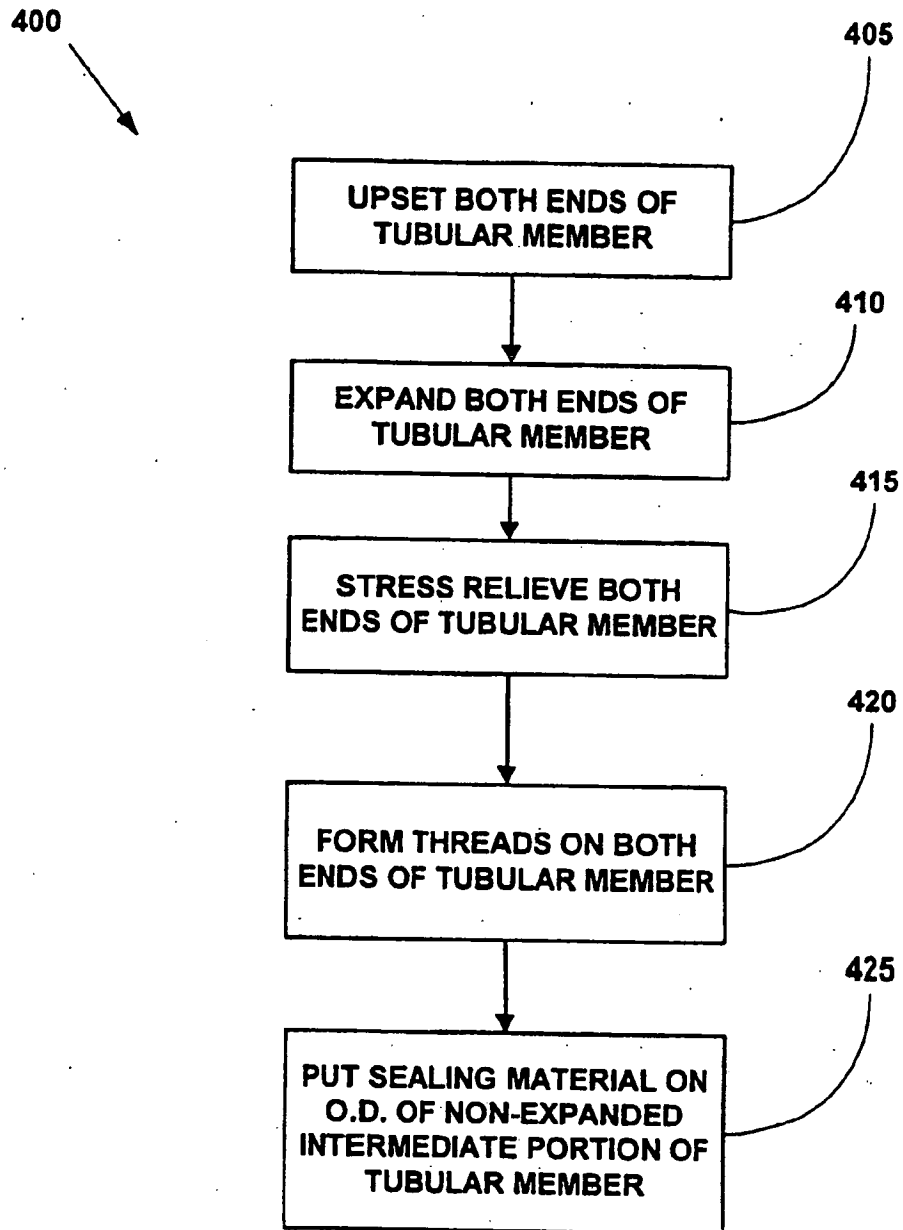 400
405
UPSET BOTH ENDS OF
TUBULAR MEMBER
410
EXPAND BOTH ENDS OF
TUBULAR MEMBER
415
STRESS RELIEVE BOTH
ENDS OF TUBULAR MEMBER
420
FORM THREADS ON BOTH
ENDS OF TUBULAR MEMBER
425
PUT SEALING MATERIAL ON
O.D. OF NON-EXPANDED
INTERMEDIATE PORTION OF
TUBULAR MEMBER